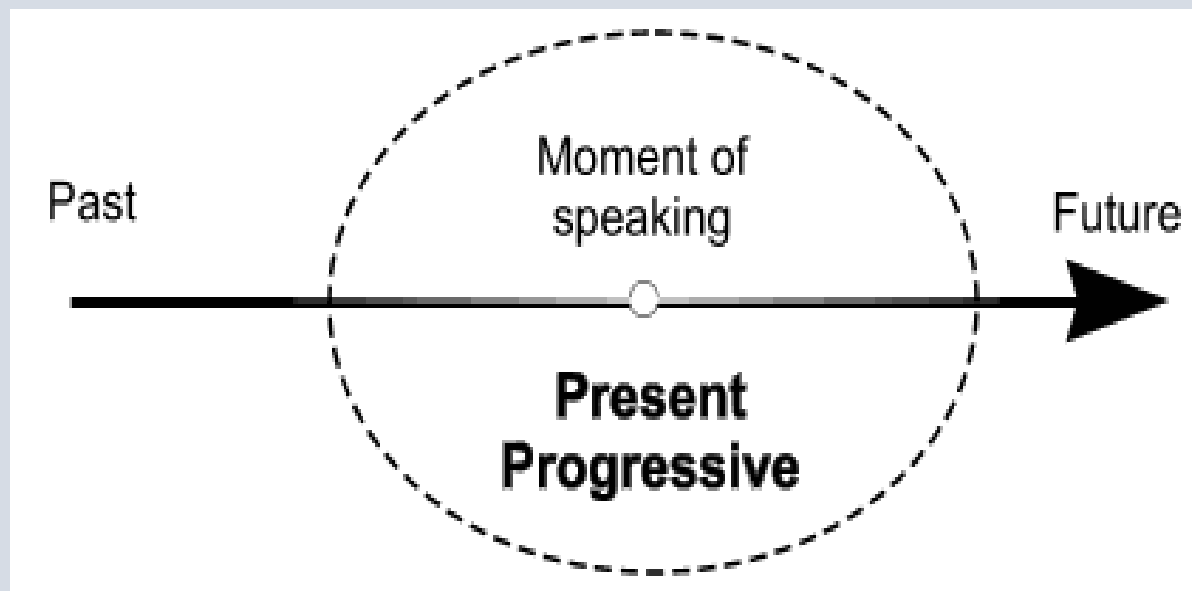 Moment of
speaking
Past
Future
Present
Progressive